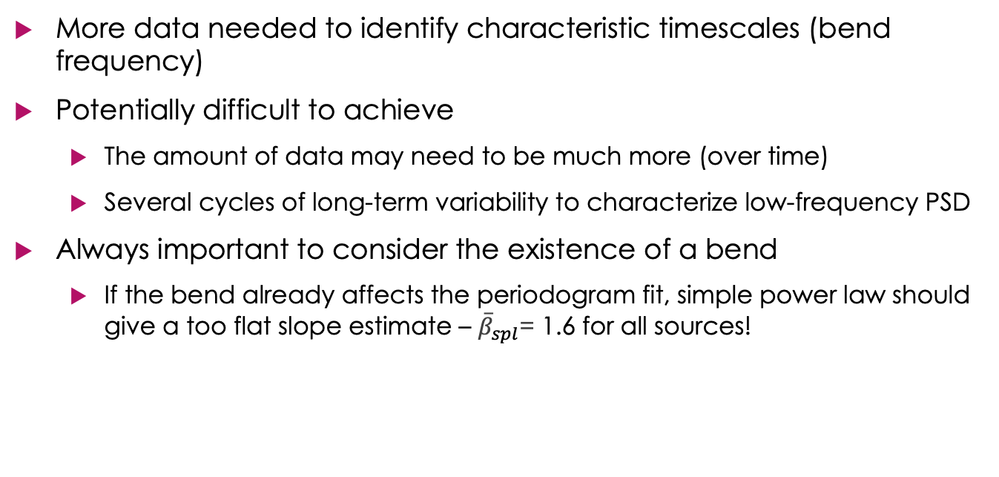 More data needed to identify characteristic timescales (bend
frequency)
Potentially difficult to achieve
The amount of data may need to be much more (over time)
Several cycles of long-term variability to characterize low-frequency PSD
Always important to consider the existence of a bend
If the bend already affects the periodogram fit, simple power law should
give a too flat slope estimate – β̄_spl= 1.6 for all sources!